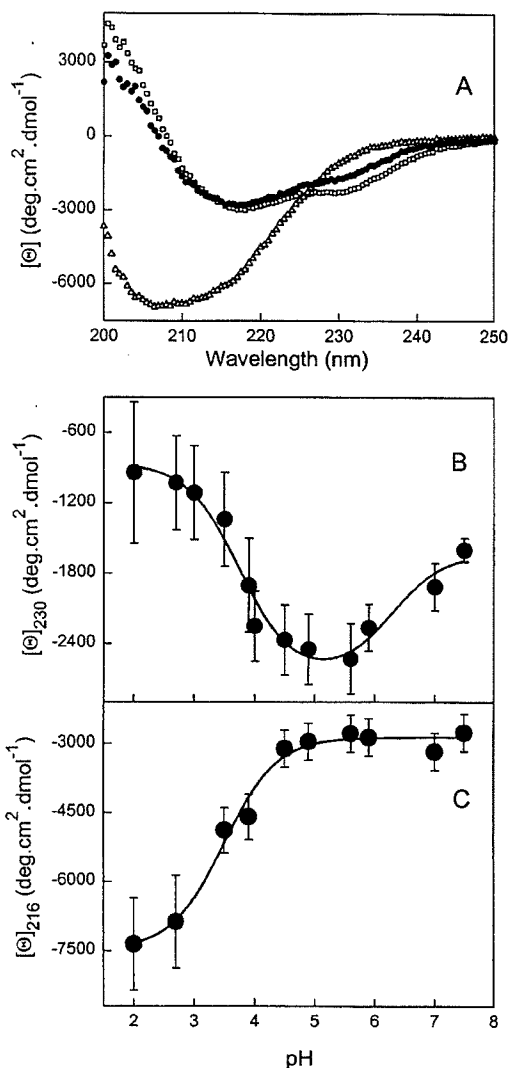 A
3000
0
-3000
-6000
[Θ] (deg.cm².dmol⁻¹)
200 210 220 230 240 250
Wavelength (nm)
B
-600
-1200
-1800
-2400
[Θ]₂₃₀ (deg.cm².dmol⁻¹)
C
-3000
-4500
-6000
-7500
[Θ]₂₁₆ (deg.cm².dmol⁻¹)
2 3 4 5 6 7 8
pH